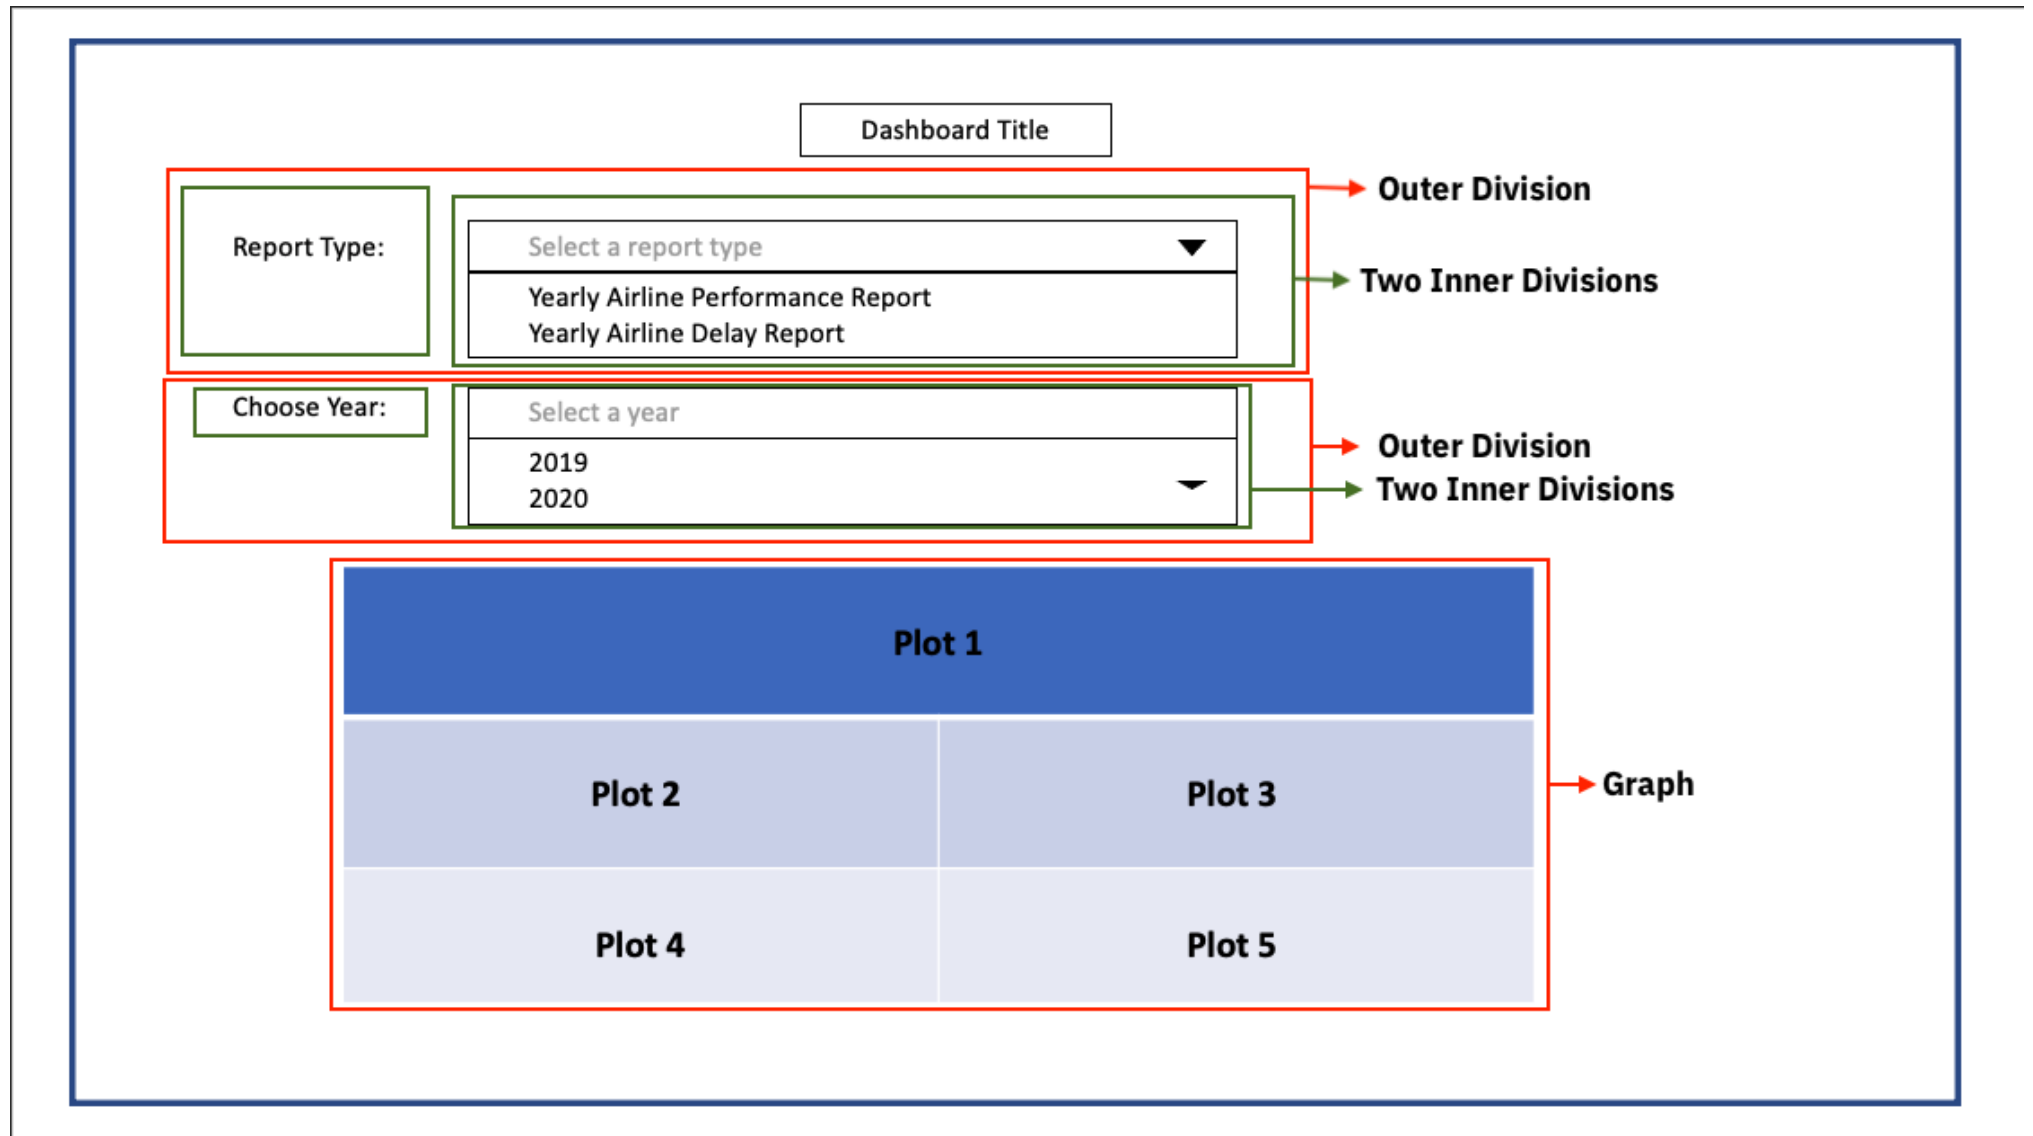 Dashboard Title
Outer Division
Report Type:
Select a report type
Two Inner Divisions
Yearly Airline Performance Report
Yearly Airline Delay Report
Choose Year:
Select a year
Outer Division
2019
Two Inner Divisions
2020
Plot 1
Plot 2
Plot 3
Graph
Plot 4
Plot 5